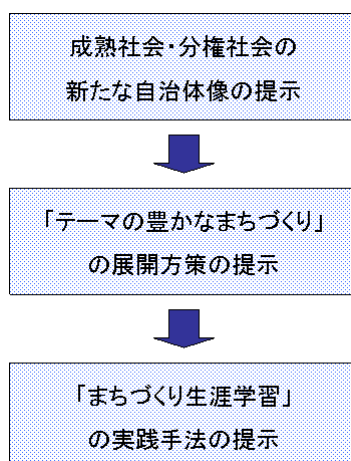 成熟社会・分権社会の
新たな自治体像の提示
「テーマの豊かなまちづくり」
の展開方策の提示
「まちづくり生涯学習」
の実践手法の提示